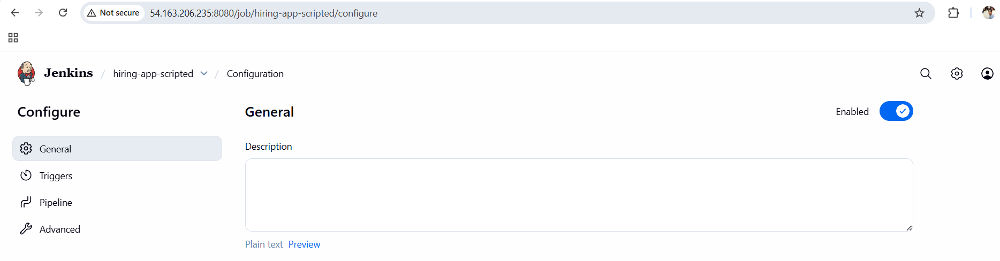 Not secure 54.163.206.235:8080/job/hiring-app-scripted/configure
Jenkins / hiring-app-scripted / Configuration
Configure
General
Triggers
Pipeline
Advanced
General
Enabled
Description
Plain text Preview